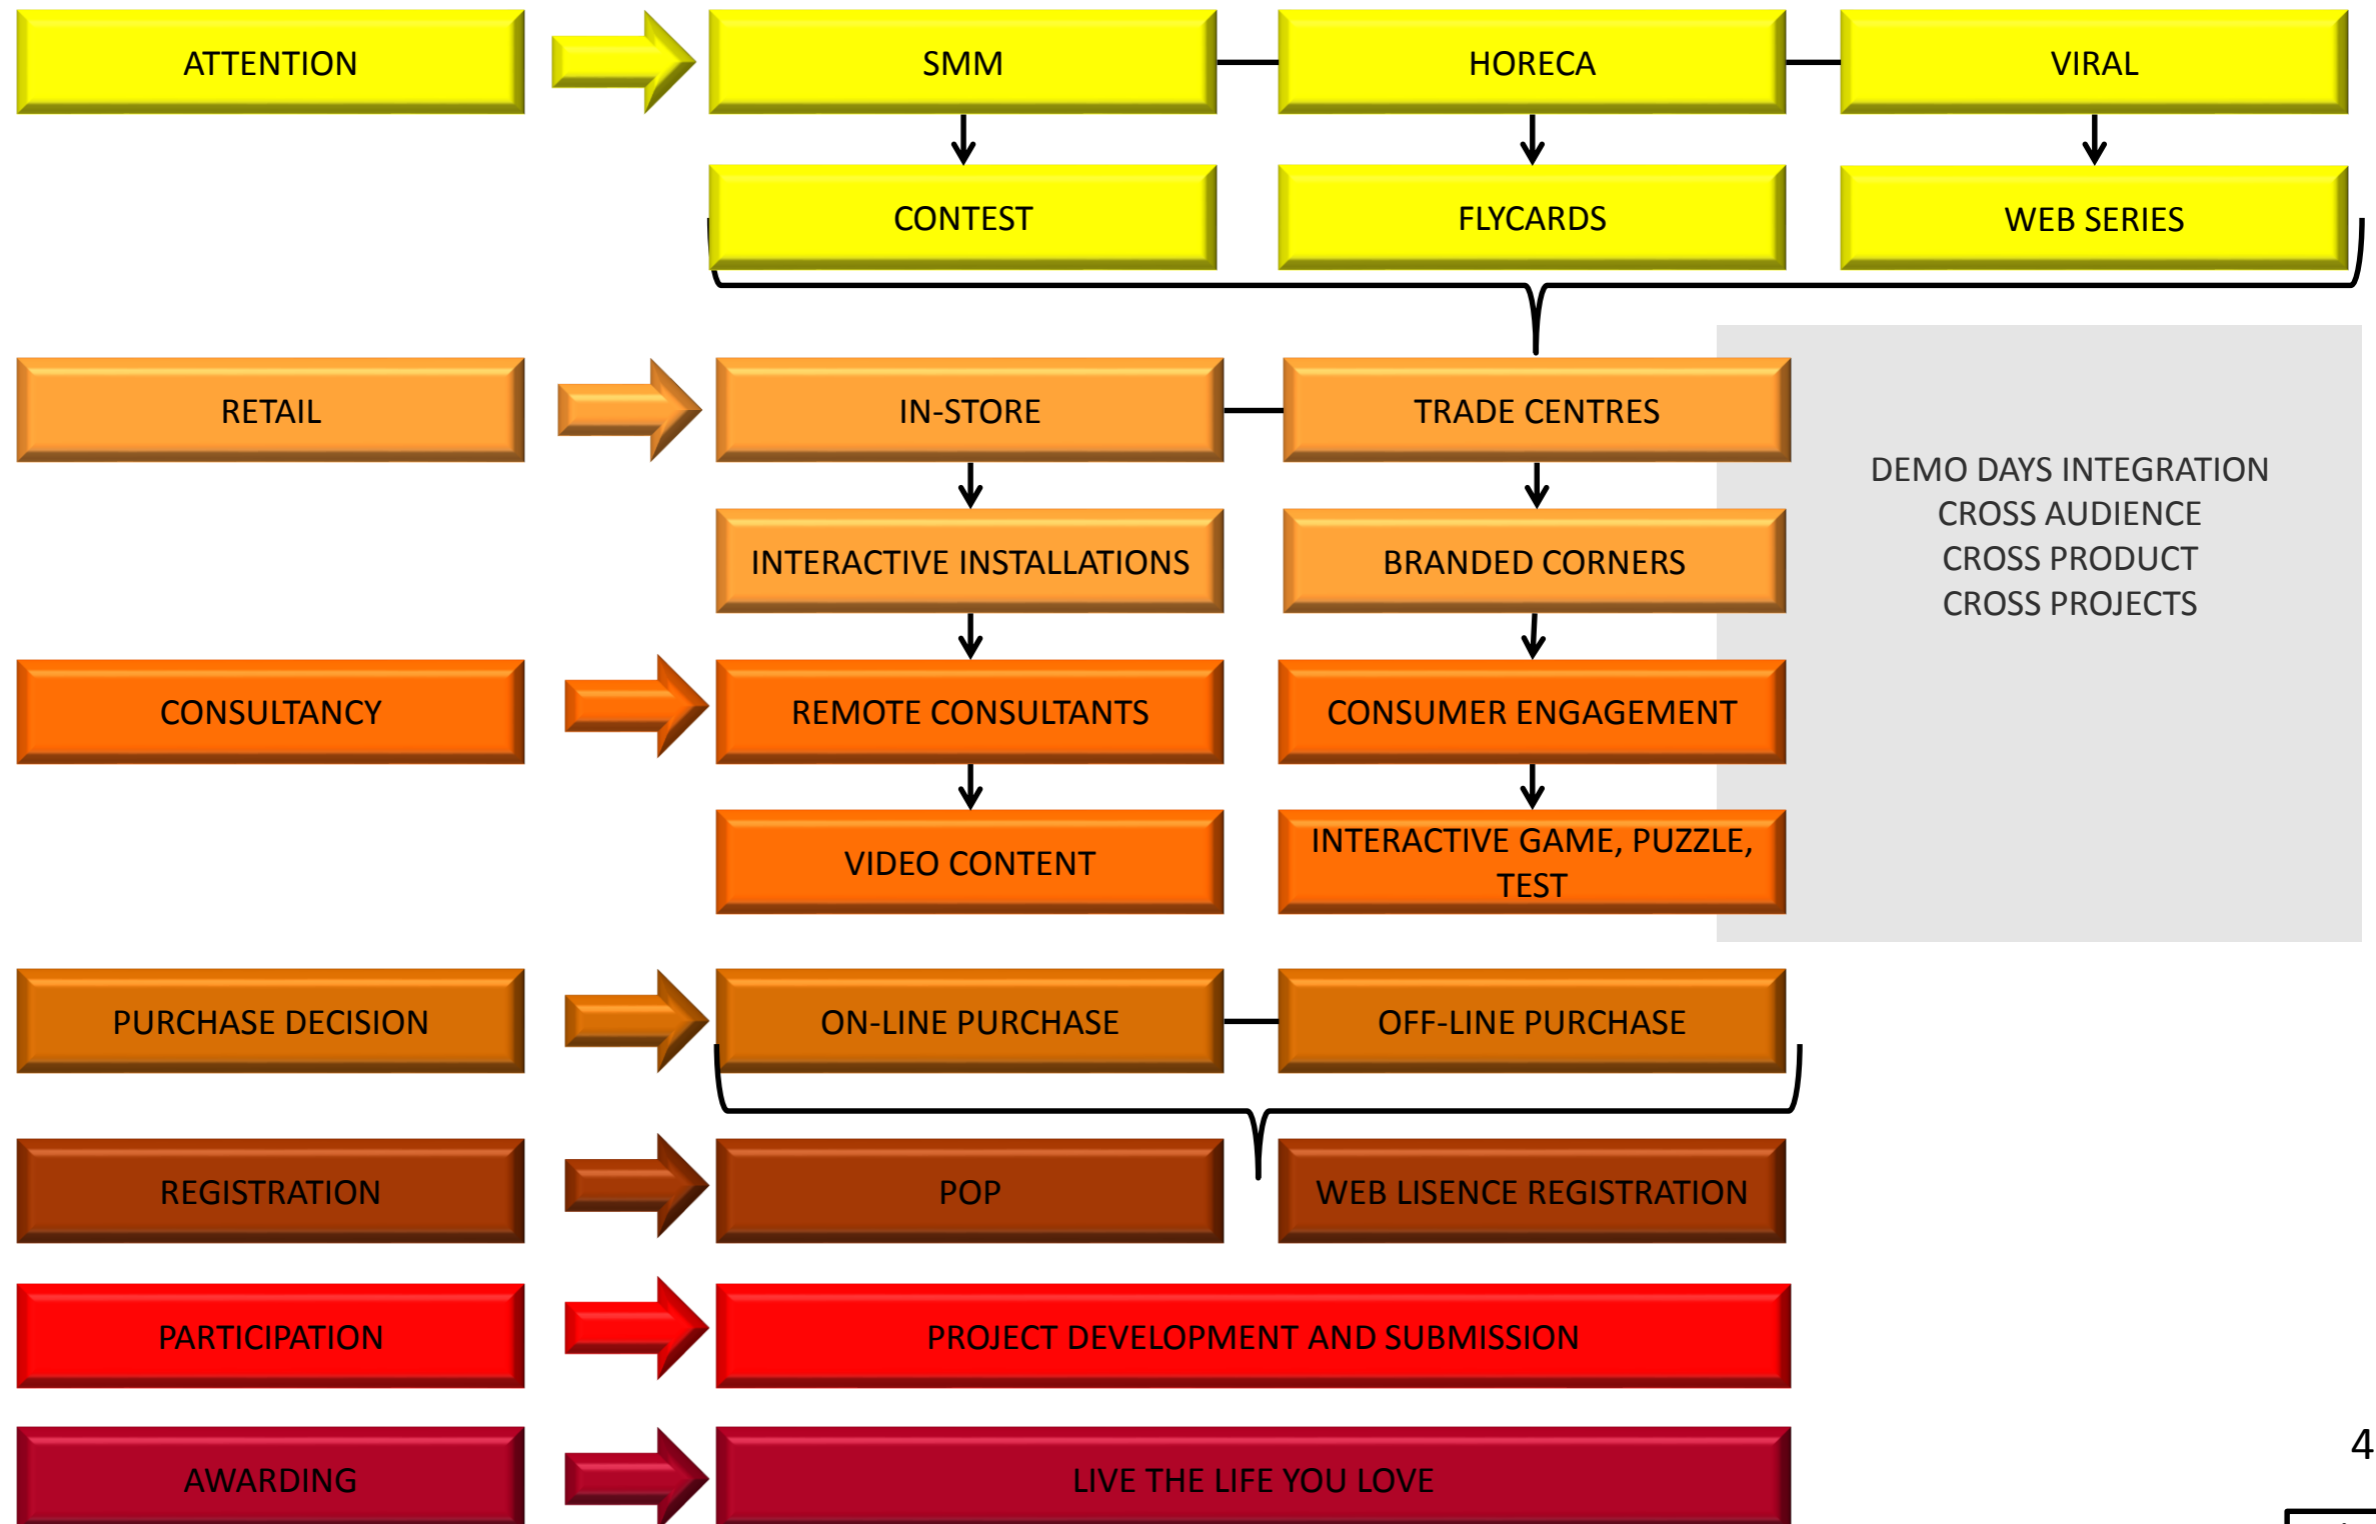 ATTENTION
SMM
HORECA
VIRAL
CONTEST
FLYCARDS
WEB SERIES
RETAIL
IN-STORE
TRADE CENTRES
DEMO DAYS INTEGRATION
CROSS AUDIENCE
CROSS PRODUCT
CROSS PROJECTS
INTERACTIVE INSTALLATIONS
BRANDED CORNERS
CONSULTANCY
REMOTE CONSULTANTS
CONSUMER ENGAGEMENT
VIDEO CONTENT
INTERACTIVE GAME, PUZZLE,
TEST
PURCHASE DECISION
ON-LINE PURCHASE
OFF-LINE PURCHASE
REGISTRATION
POP
WEB LISENCE REGISTRATION
PARTICIPATION
PROJECT DEVELOPMENT AND SUBMISSION
4
AWARDING
LIVE THE LIFE YOU LOVE